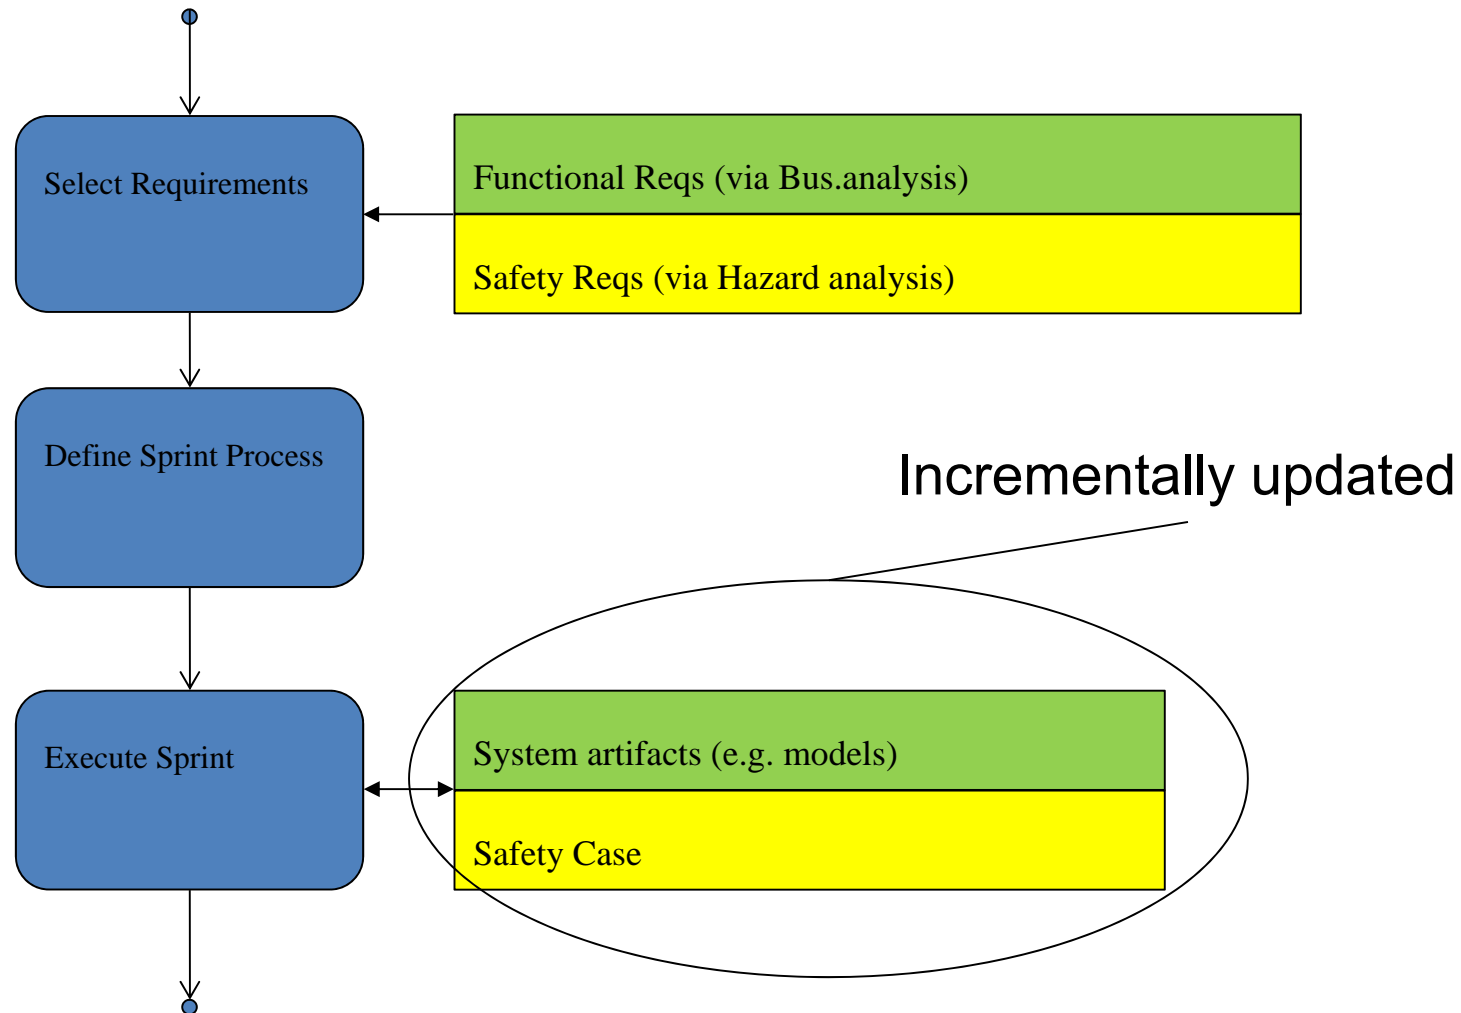 Select Requirements
Functional Reqs (via Bus.analysis)
Safety Reqs (via Hazard analysis)
Define Sprint Process
Incrementally updated
Execute Sprint
System artifacts (e.g. models)
Safety Case